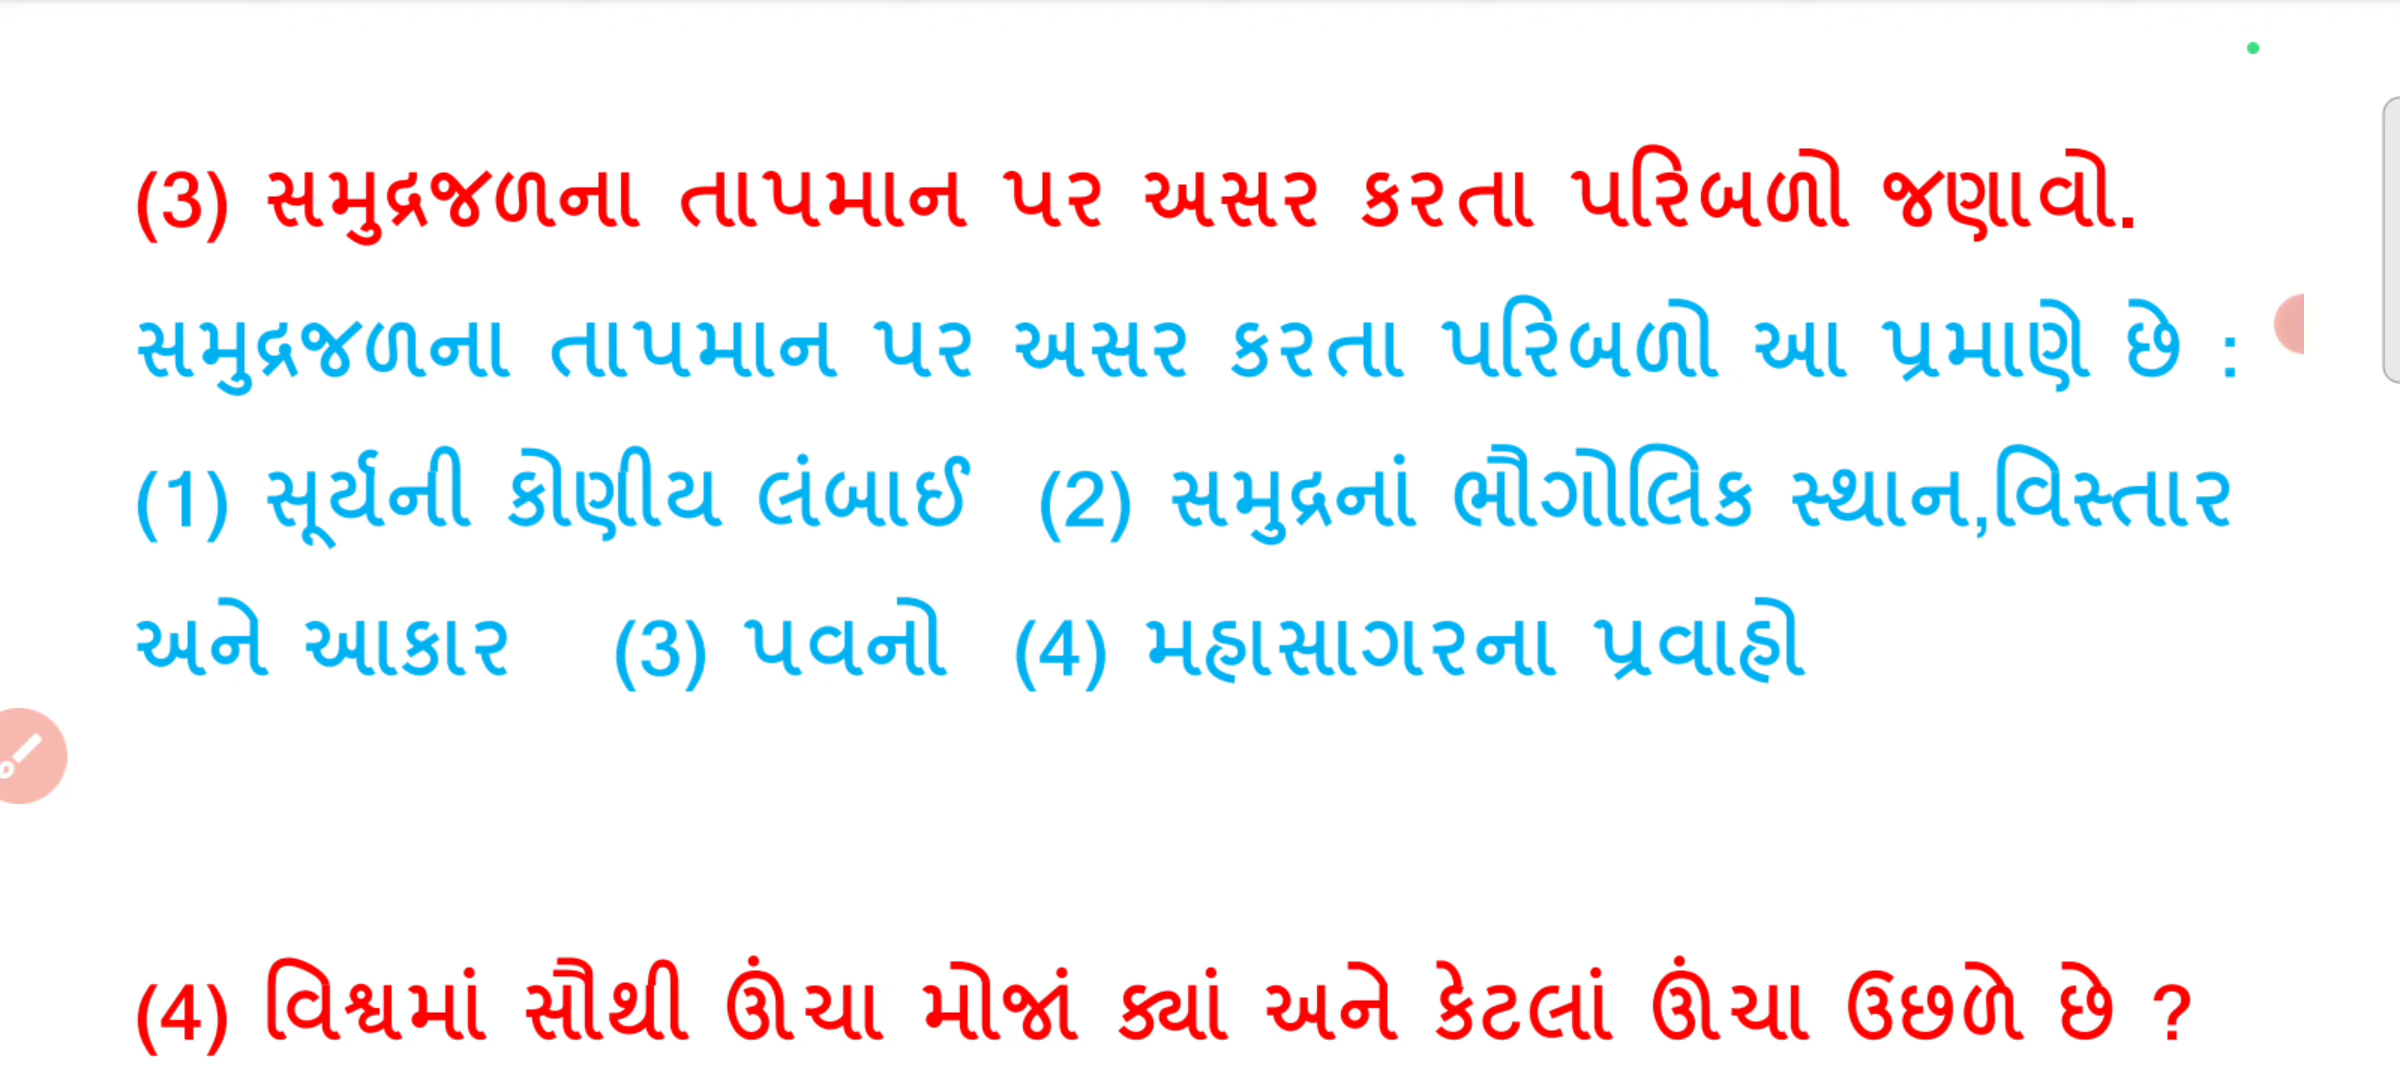 (3) સમુદ્રજળના તાપમાન પર અસર કરતા પરિબળો જણાવો.
સમુદ્રજળના તાપમાન પર અસર કરતા પરિબળો આ પ્રમાણે છે :
(1) સૂર્યની કોણીય લંબાઈ (2) સમુદ્રનાં ભૌગોલિક સ્થાન,વિસ્તાર
અને આકાર (3) પવનો (4) મહાસાગરના પ્રવાહો
(4) વિશ્વમાં સૌથી ઊંચા મોજાં ક્યાં અને કેટલાં ઊંચા ઉછળે છે ?